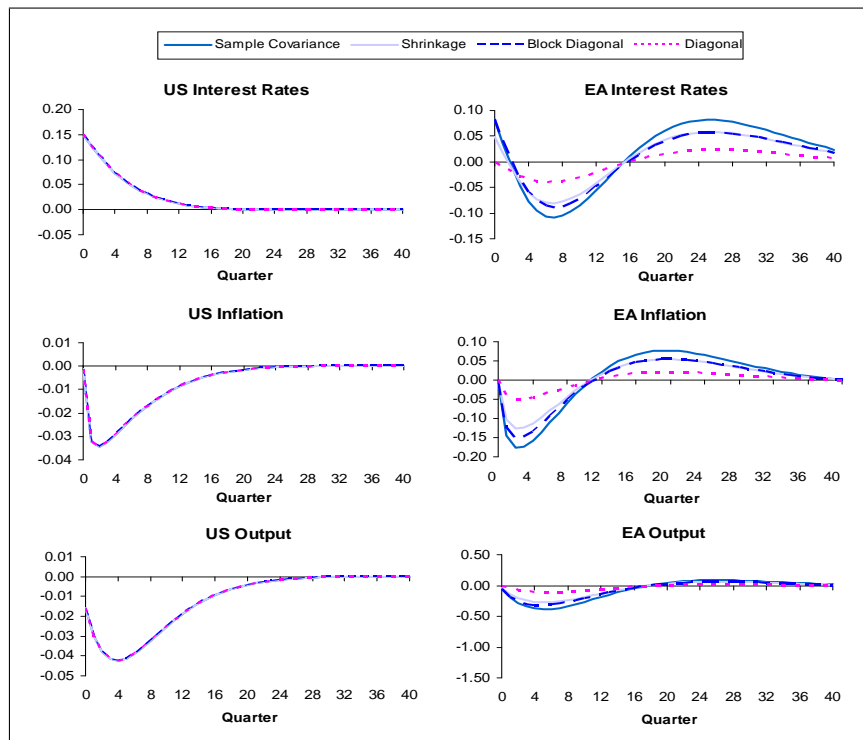 Sample Covariance Shrinkage Block Diagonal Diagonal
US Interest Rates
0.20
0.15
0.10
0.05
0.00
-0.05
0 4 8 12 16 20 24 28 32 36 40
Quarter
EA Interest Rates
0.10
0.05
0.00
-0.05
-0.10
-0.15
0 4 8 12 16 20 24 28 32 36 40
Quarter
US Inflation
0.01
0.00
-0.01
-0.02
-0.03
-0.04
0 4 8 12 16 20 24 28 32 36 40
Quarter
EA Inflation
0.10
0.05
0.00
-0.05
-0.10
-0.15
-0.20
0 4 8 12 16 20 24 28 32 36 40
Quarter
US Output
0.01
0.00
-0.01
-0.02
-0.03
-0.04
-0.05
0 4 8 12 16 20 24 28 32 36 40
Quarter
EA Output
0.50
0.00
-0.50
-1.00
-1.50
0 4 8 12 16 20 24 28 32 36 40
Quarter